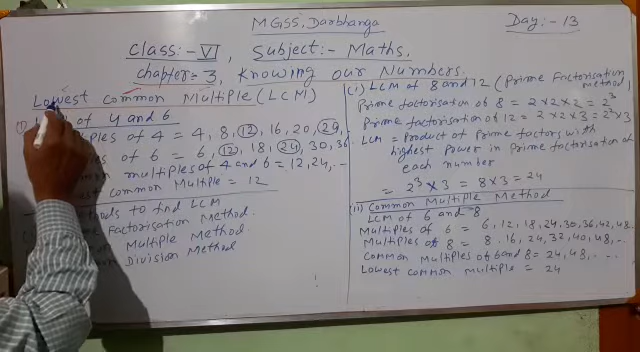 MGSS, Darbhanga
Day:- 13
Class:- VI, Subject:- Maths.
Chapter:- 3, Knowing our Numbers.
Lowest Common Multiple (LCM)
of 4 and 6
of 4 = 4, 8, 12, 16, 20, 24,
of 6 = 6, 12, 18, 24, 30, 36
multiples of 4 and 6 = 12, 24, --
Common Multiple = 12
to find LCM
Factorisation Method.
Multiple Method.
Division Method
(i) LCM of 8 and 12 (Prime Factorisation method)
Prime factorisation of 8 = 2 × 2 × 2 = 2³
Prime factorisation of 12 = 2 × 2 × 3 = 2² × 3
LCM = Product of Prime factors, with
highest Power in Prime factorisation of
each number
= 2³ × 3 = 8 × 3 = 24
(ii) Common Multiple Method
LCM of 6 and 8
Multiples of 6 = 6, 12, 18, 24, 30, 36, 42, 48,
Multiples of 8 = 8, 16, 24, 32, 40, 48, --
Common Multiples of 6 and 8 = 24, 48, ...
Lowest common multiple = 24